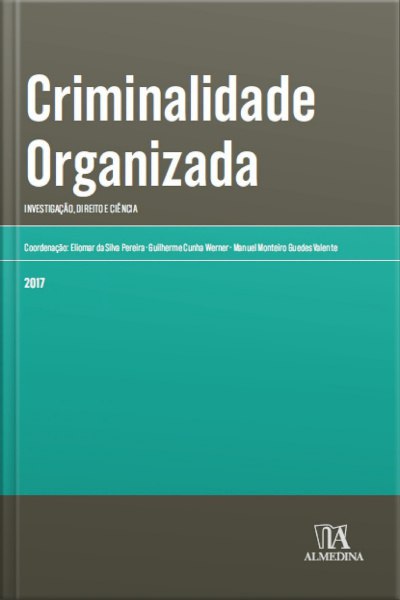 Criminalidade
Organizada
INVESTIGAÇÃO, DIREITO E CIÊNCIA
Coordenação: Eliomar da Silva Pereira · Guilherme Cunha Werner · Manuel Monteiro Guedes Valente
2017
ALMEDINA